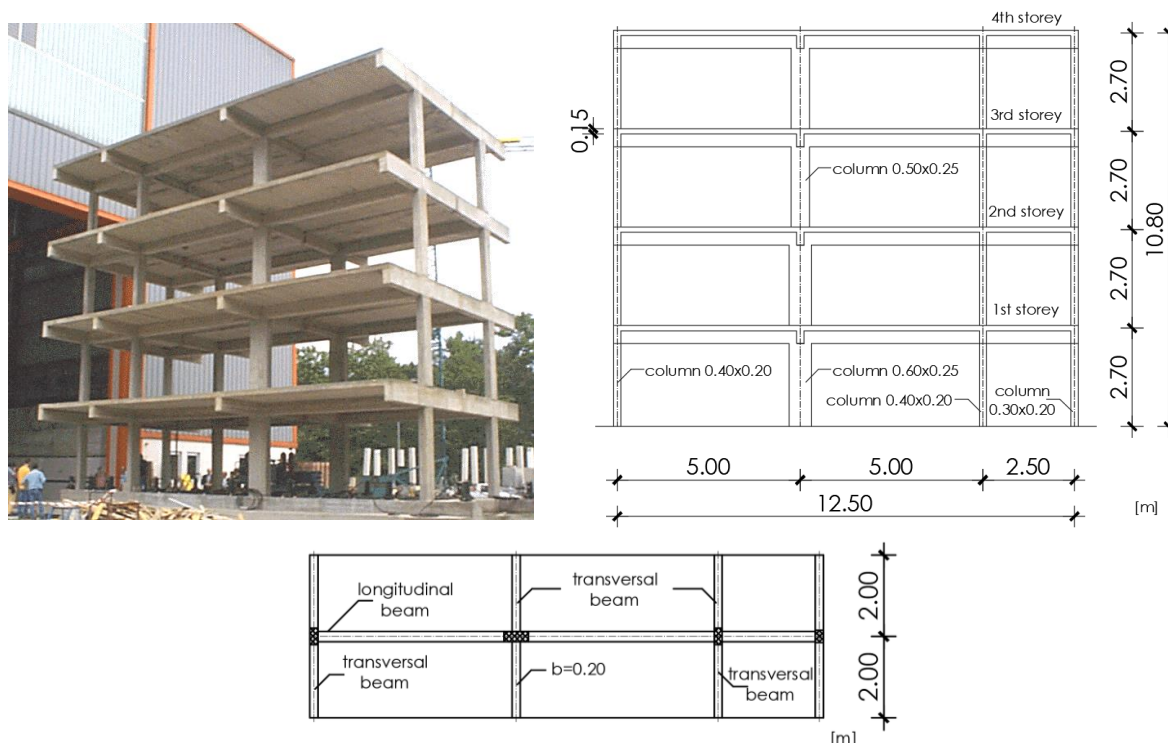 4th storey
2.70
3rd storey
0.15
column 0.50x0.25
2.70
2nd storey
10.80
2.70
1st storey
column 0.40x0.20
column 0.60x0.25
column 0.40x0.20
column
0.30x0.20
2.70
5.00
5.00
2.50
12.50
[m]
longitudinal
beam
transversal
beam
2.00
transversal
beam
b=0.20
transversal
beam
2.00
[m]